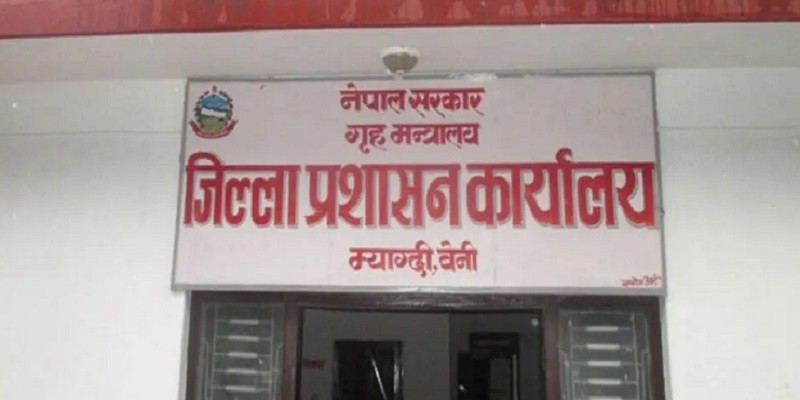 नेपाल सरकार
गृह मन्त्रालय
जिल्ला प्रशासन कार्यालय
म्याग्दी, वेनी